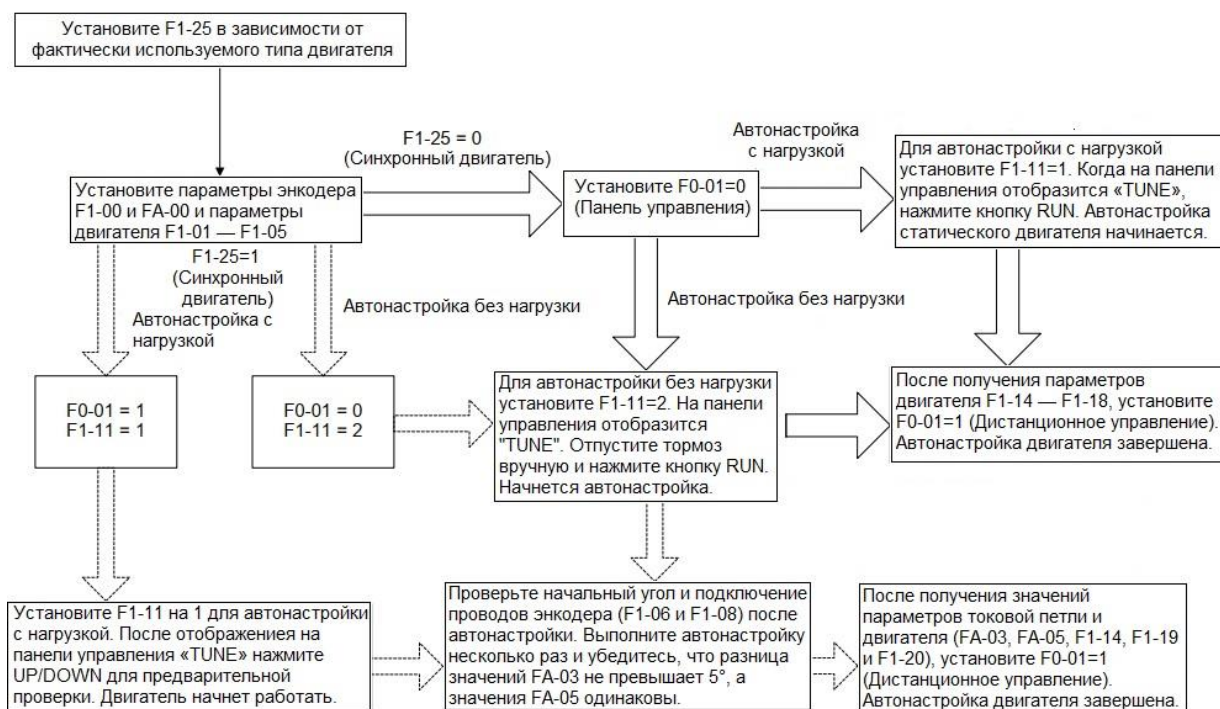 Установите F1-25 в зависимости от
фактически используемого типа двигателя
F1-25 = 0
(Синхронный двигатель)
Автонастройка
с нагрузкой
Для автонастройки с нагрузкой
установите F1-11=1. Когда на панели
управления отобразится «TUNE»,
нажмите кнопку RUN. Автонастройка
статического двигателя начинается.
Установите параметры энкодера
F1-00 и FA-00 и параметры
двигателя F1-01 — F1-05
Установите F0-01=0
(Панель управления)
F1-25=1
(Синхронный
двигатель)
Автонастройка с
нагрузкой
Автонастройка без нагрузки
Автонастройка без нагрузки
F0-01 = 1
F1-11 = 1
F0-01 = 0
F1-11 = 2
Для автонастройки без нагрузки
установите F1-11=2. На панели
управления отобразится
"TUNE". Отпустите тормоз
вручную и нажмите кнопку RUN.
Начнется автонастройка.
После получения параметров
двигателя F1-14 — F1-18, установите
F0-01=1 (Дистанционное управление).
Автонастройка двигателя завершена.
Установите F1-11 на 1 для автонастройки
с нагрузкой. После отображениея на
панели управления «TUNE» нажмите
UP/DOWN для предварительной
проверки. Двигатель начнет работать.
Проверьте начальный угол и подключение
проводов энкодера (F1-06 и F1-08) после
автонастройки. Выполните автонастройку
несколько раз и убедитесь, что разница
значений FA-03 не превышает 5°, а
значения FA-05 одинаковы.
После получения значений
параметров токовой петли и
двигателя (FA-03, FA-05, F1-14, F1-19
и F1-20), установите F0-01=1
(Дистанционное управление).
Автонастройка двигателя завершена.